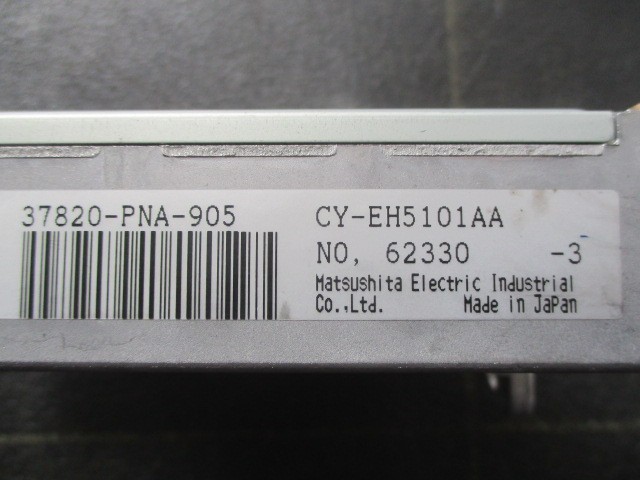 37820-PNA-905
CY-EH5101AA
NO, 62330 -3
Matsushita Electric Industrial
Co.,Ltd. Made in JaPan